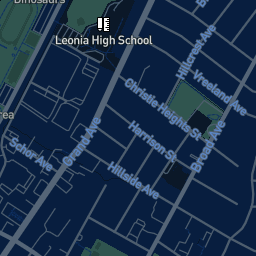 Dinosaurs
Leonia High School
Hillcrest Ave
Vreeland Ave
Christie Heights St
Broad Ave
Harrison St
Grand Ave
Schor Ave
Hillside Ave